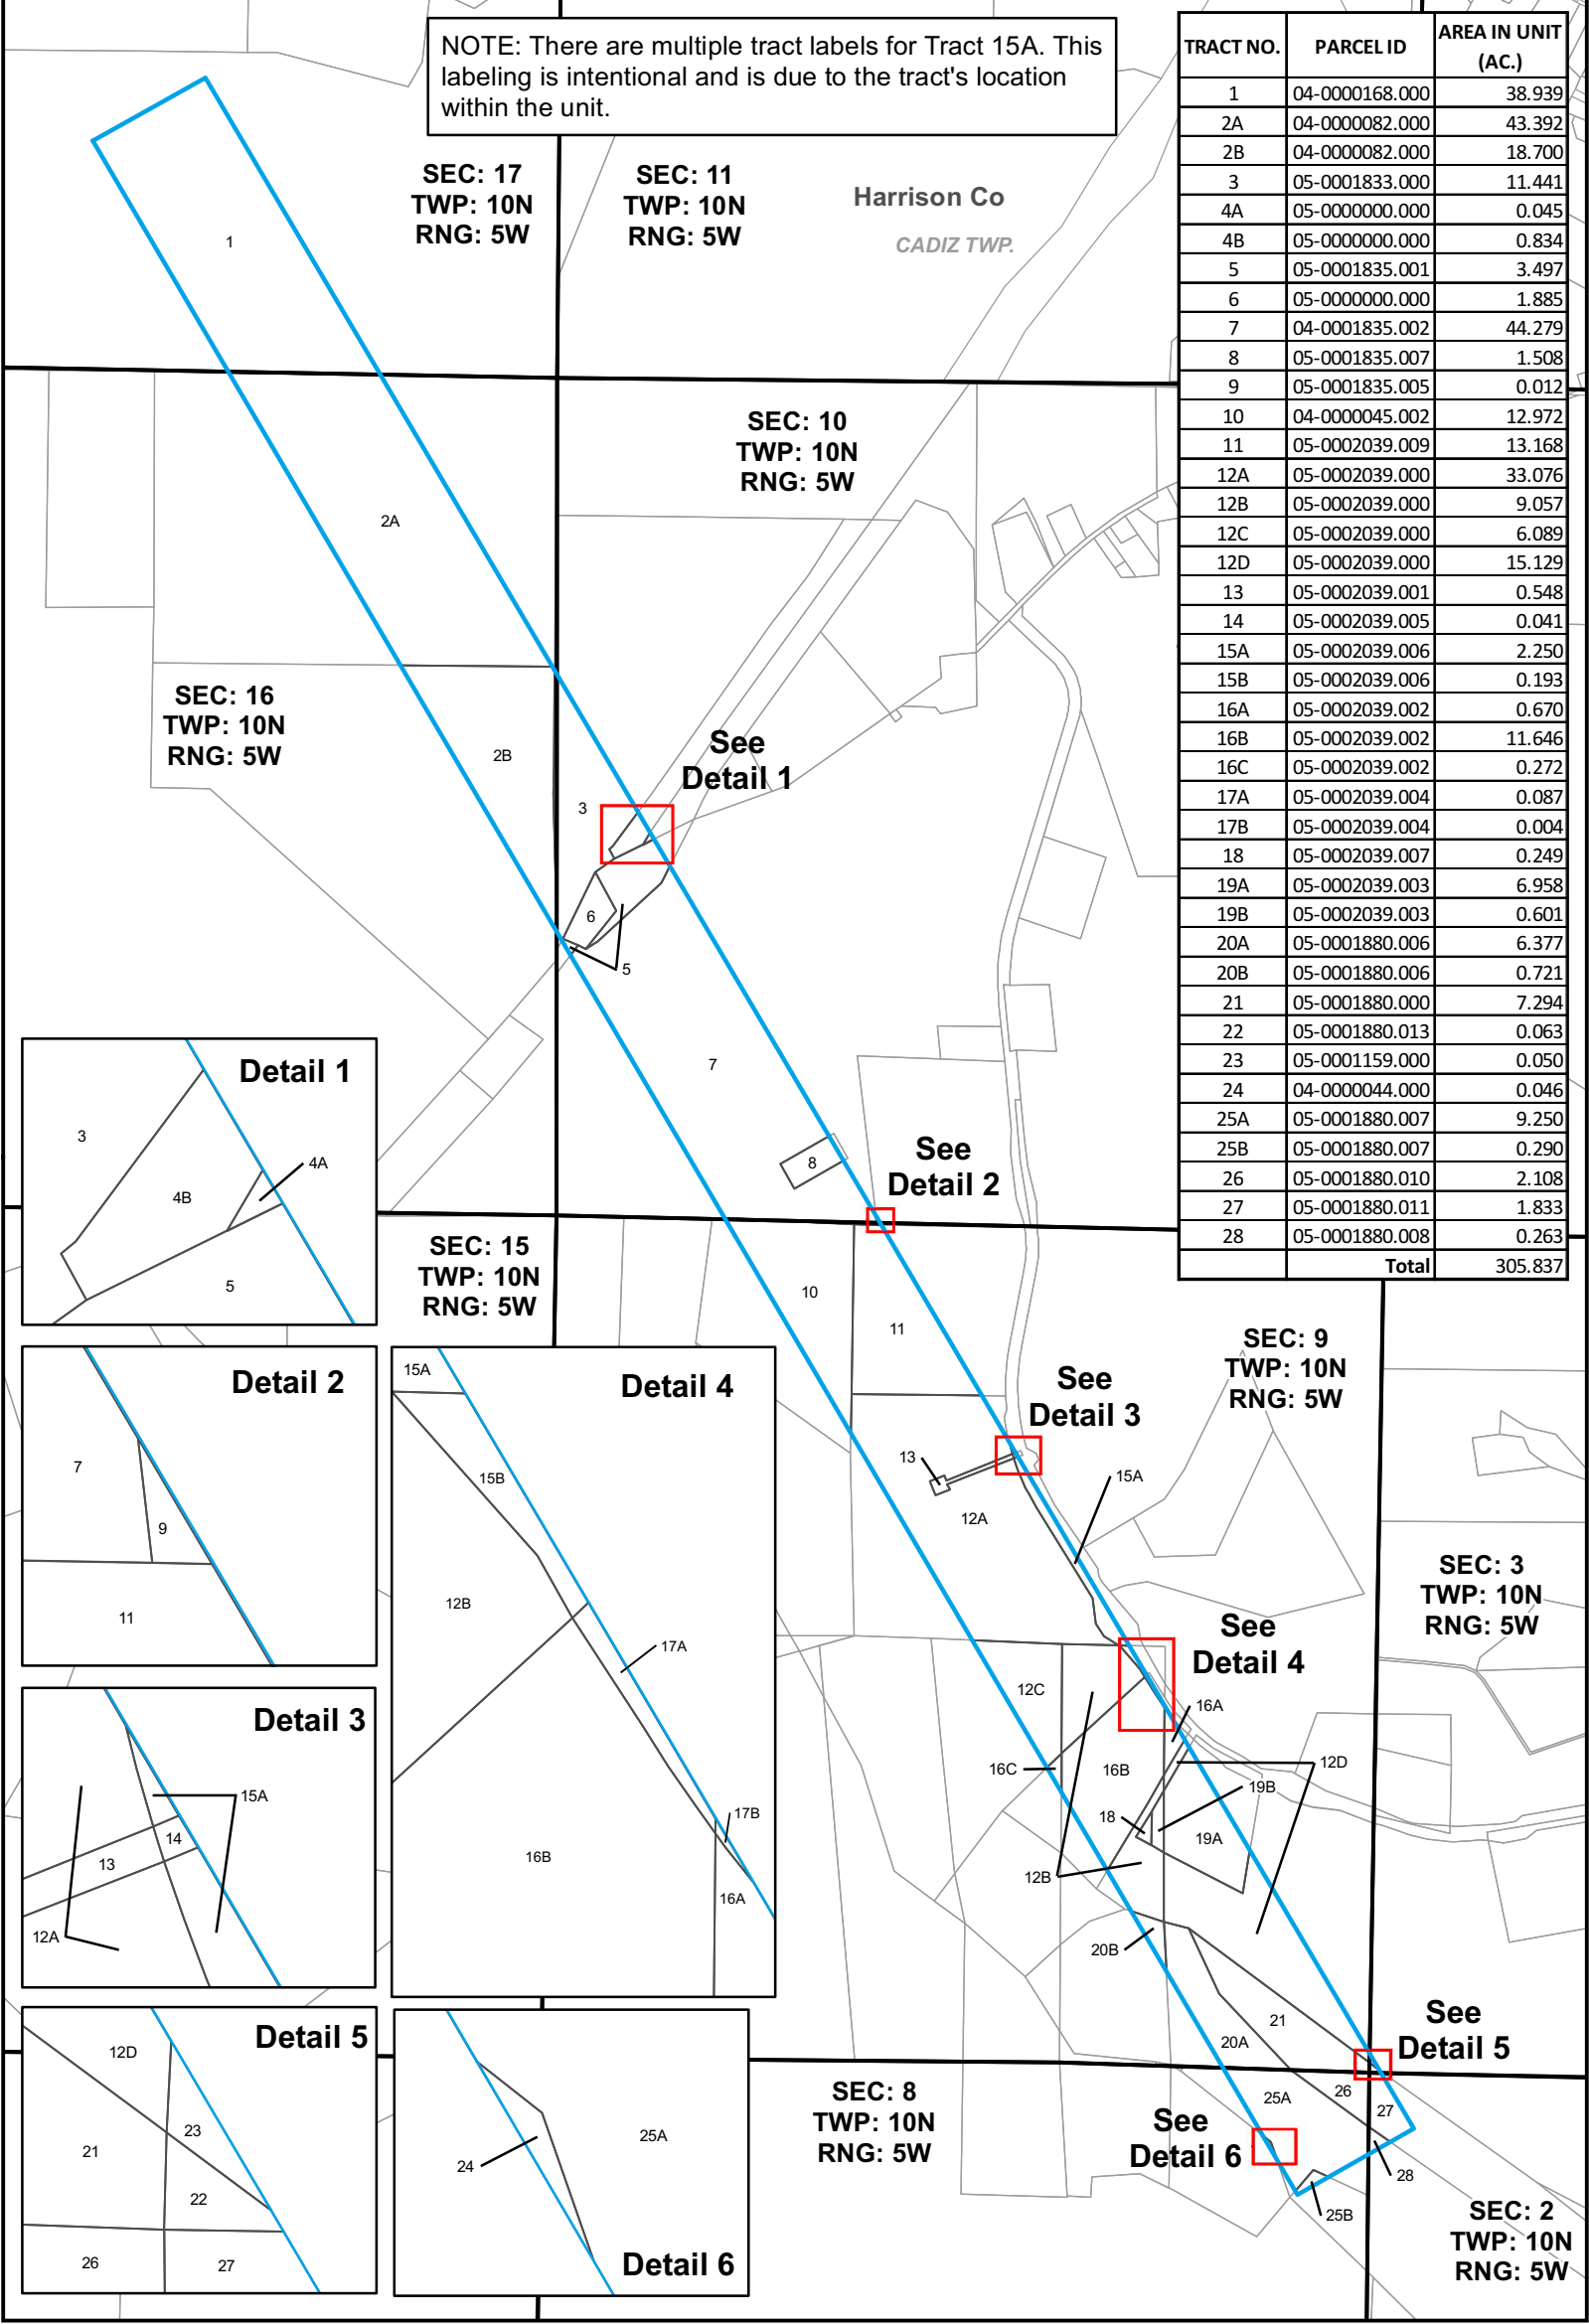 NOTE: There are multiple tract labels for Tract 15A. This
labeling is intentional and is due to the tract's location
within the unit.
TRACT NO. PARCEL ID AREA IN UNIT (AC.)
1 04-0000168.000 38.939
2A 04-0000082.000 43.392
2B 04-0000082.000 18.700
3 05-0001833.000 11.441
4A 05-0000000.000 0.045
4B 05-0000000.000 0.834
5 05-0001835.001 3.497
6 05-0000000.000 1.885
7 04-0001835.002 44.279
8 05-0001835.007 1.508
9 05-0001835.005 0.012
10 04-0000045.002 12.972
11 05-0002039.009 13.168
12A 05-0002039.000 33.076
12B 05-0002039.000 9.057
12C 05-0002039.000 6.089
12D 05-0002039.000 15.129
13 05-0002039.001 0.548
14 05-0002039.005 0.041
15A 05-0002039.006 2.250
15B 05-0002039.006 0.193
16A 05-0002039.002 0.670
16B 05-0002039.002 11.646
16C 05-0002039.002 0.272
17A 05-0002039.004 0.087
17B 05-0002039.004 0.004
18 05-0002039.007 0.249
19A 05-0002039.003 6.958
19B 05-0002039.003 0.601
20A 05-0001880.006 6.377
20B 05-0001880.006 0.721
21 05-0001880.000 7.294
22 05-0001880.013 0.063
23 05-0001159.000 0.050
24 04-0000044.000 0.046
25A 05-0001880.007 9.250
25B 05-0001880.007 0.290
26 05-0001880.010 2.108
27 05-0001880.011 1.833
28 05-0001880.008 0.263
Total 305.837
SEC: 17
TWP: 10N
RNG: 5W
SEC: 11
TWP: 10N
RNG: 5W
Harrison Co
CADIZ TWP.
1
SEC: 10
TWP: 10N
RNG: 5W
2A
SEC: 16
TWP: 10N
RNG: 5W
2B
See
Detail 1
3
6
5
7
8
See
Detail 2
SEC: 15
TWP: 10N
RNG: 5W
10
11
SEC: 9
TWP: 10N
RNG: 5W
See
Detail 3
13
15A
12A
SEC: 3
TWP: 10N
RNG: 5W
See
Detail 4
12C
16A
16C
16B
12D
19B
18
19A
12B
20B
21
20A
See
Detail 5
25A
26
27
SEC: 8
TWP: 10N
RNG: 5W
See
Detail 6
28
25B
SEC: 2
TWP: 10N
RNG: 5W
Detail 1
3
4A
4B
5
Detail 2
7
9
11
Detail 3
15A
14
13
12A
Detail 4
15A
15B
12B
17A
17B
16B
16A
Detail 5
12D
23
21
22
26
27
25A
24
Detail 6